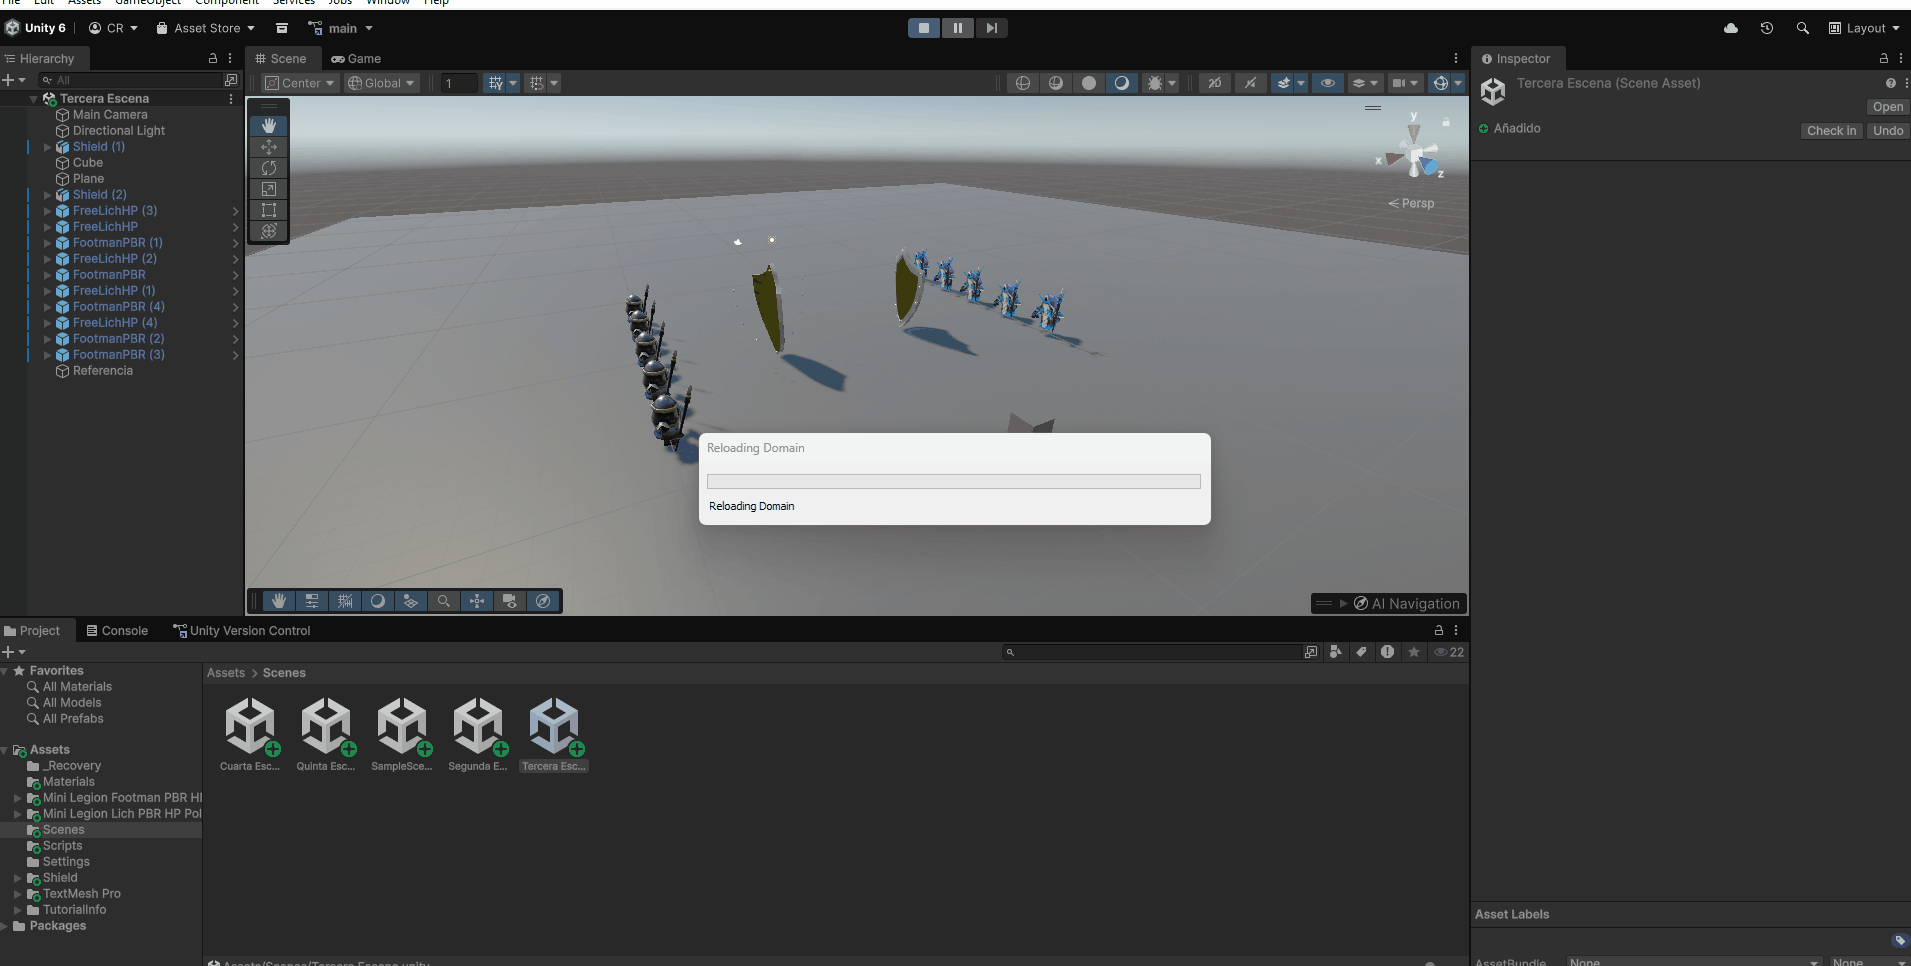 File Edit Assets GameObject Component Services Jobs Window Help
Unity 6 CR Asset Store main Layout
Hierarchy
All
Tercera Escena
Main Camera
Directional Light
Shield (1)
Cube
Plane
Shield (2)
FreeLichHP (3)
FreeLichHP
FootmanPBR (1)
FreeLichHP (2)
FootmanPBR
FreeLichHP (1)
FootmanPBR (4)
FreeLichHP (4)
FootmanPBR (2)
FootmanPBR (3)
Referencia
Scene Game
Center Global 1 2D
y
x
z
Persp
Reloading Domain
Reloading Domain
AI Navigation
Inspector
Tercera Escena (Scene Asset)
Open
Añadido Check in Undo
Project Console Unity Version Control
22
Favorites
All Materials
All Models
All Prefabs
Assets
_Recovery
Materials
Mini Legion Footman PBR HI
Mini Legion Lich PBR HP Pol
Scenes
Scripts
Settings
Shield
TextMesh Pro
TutorialInfo
Packages
Assets > Scenes
Cuarta Esc... Quinta Esc... SampleSce... Segunda E... Tercera Esc...
Assets/Scenes/Tercera Escena.unity
Asset Labels
AssetBundle None None